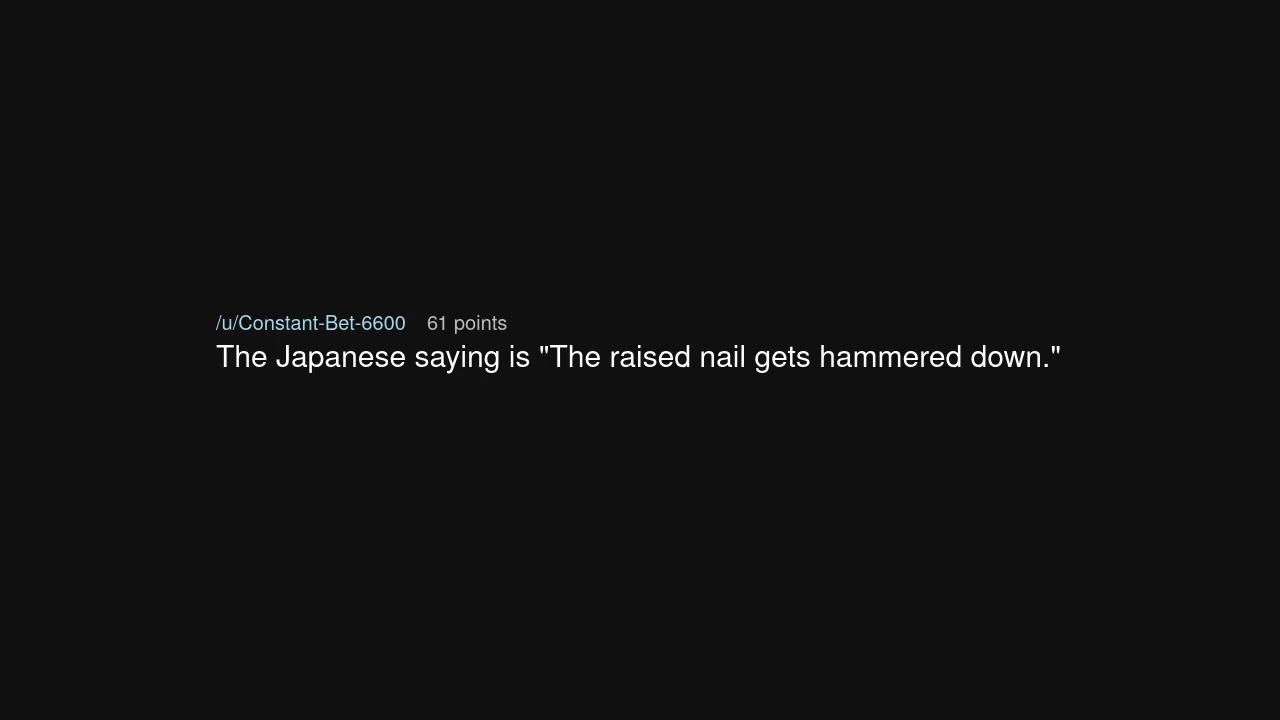 /u/Constant-Bet-6600 61 points
The Japanese saying is "The raised nail gets hammered down."